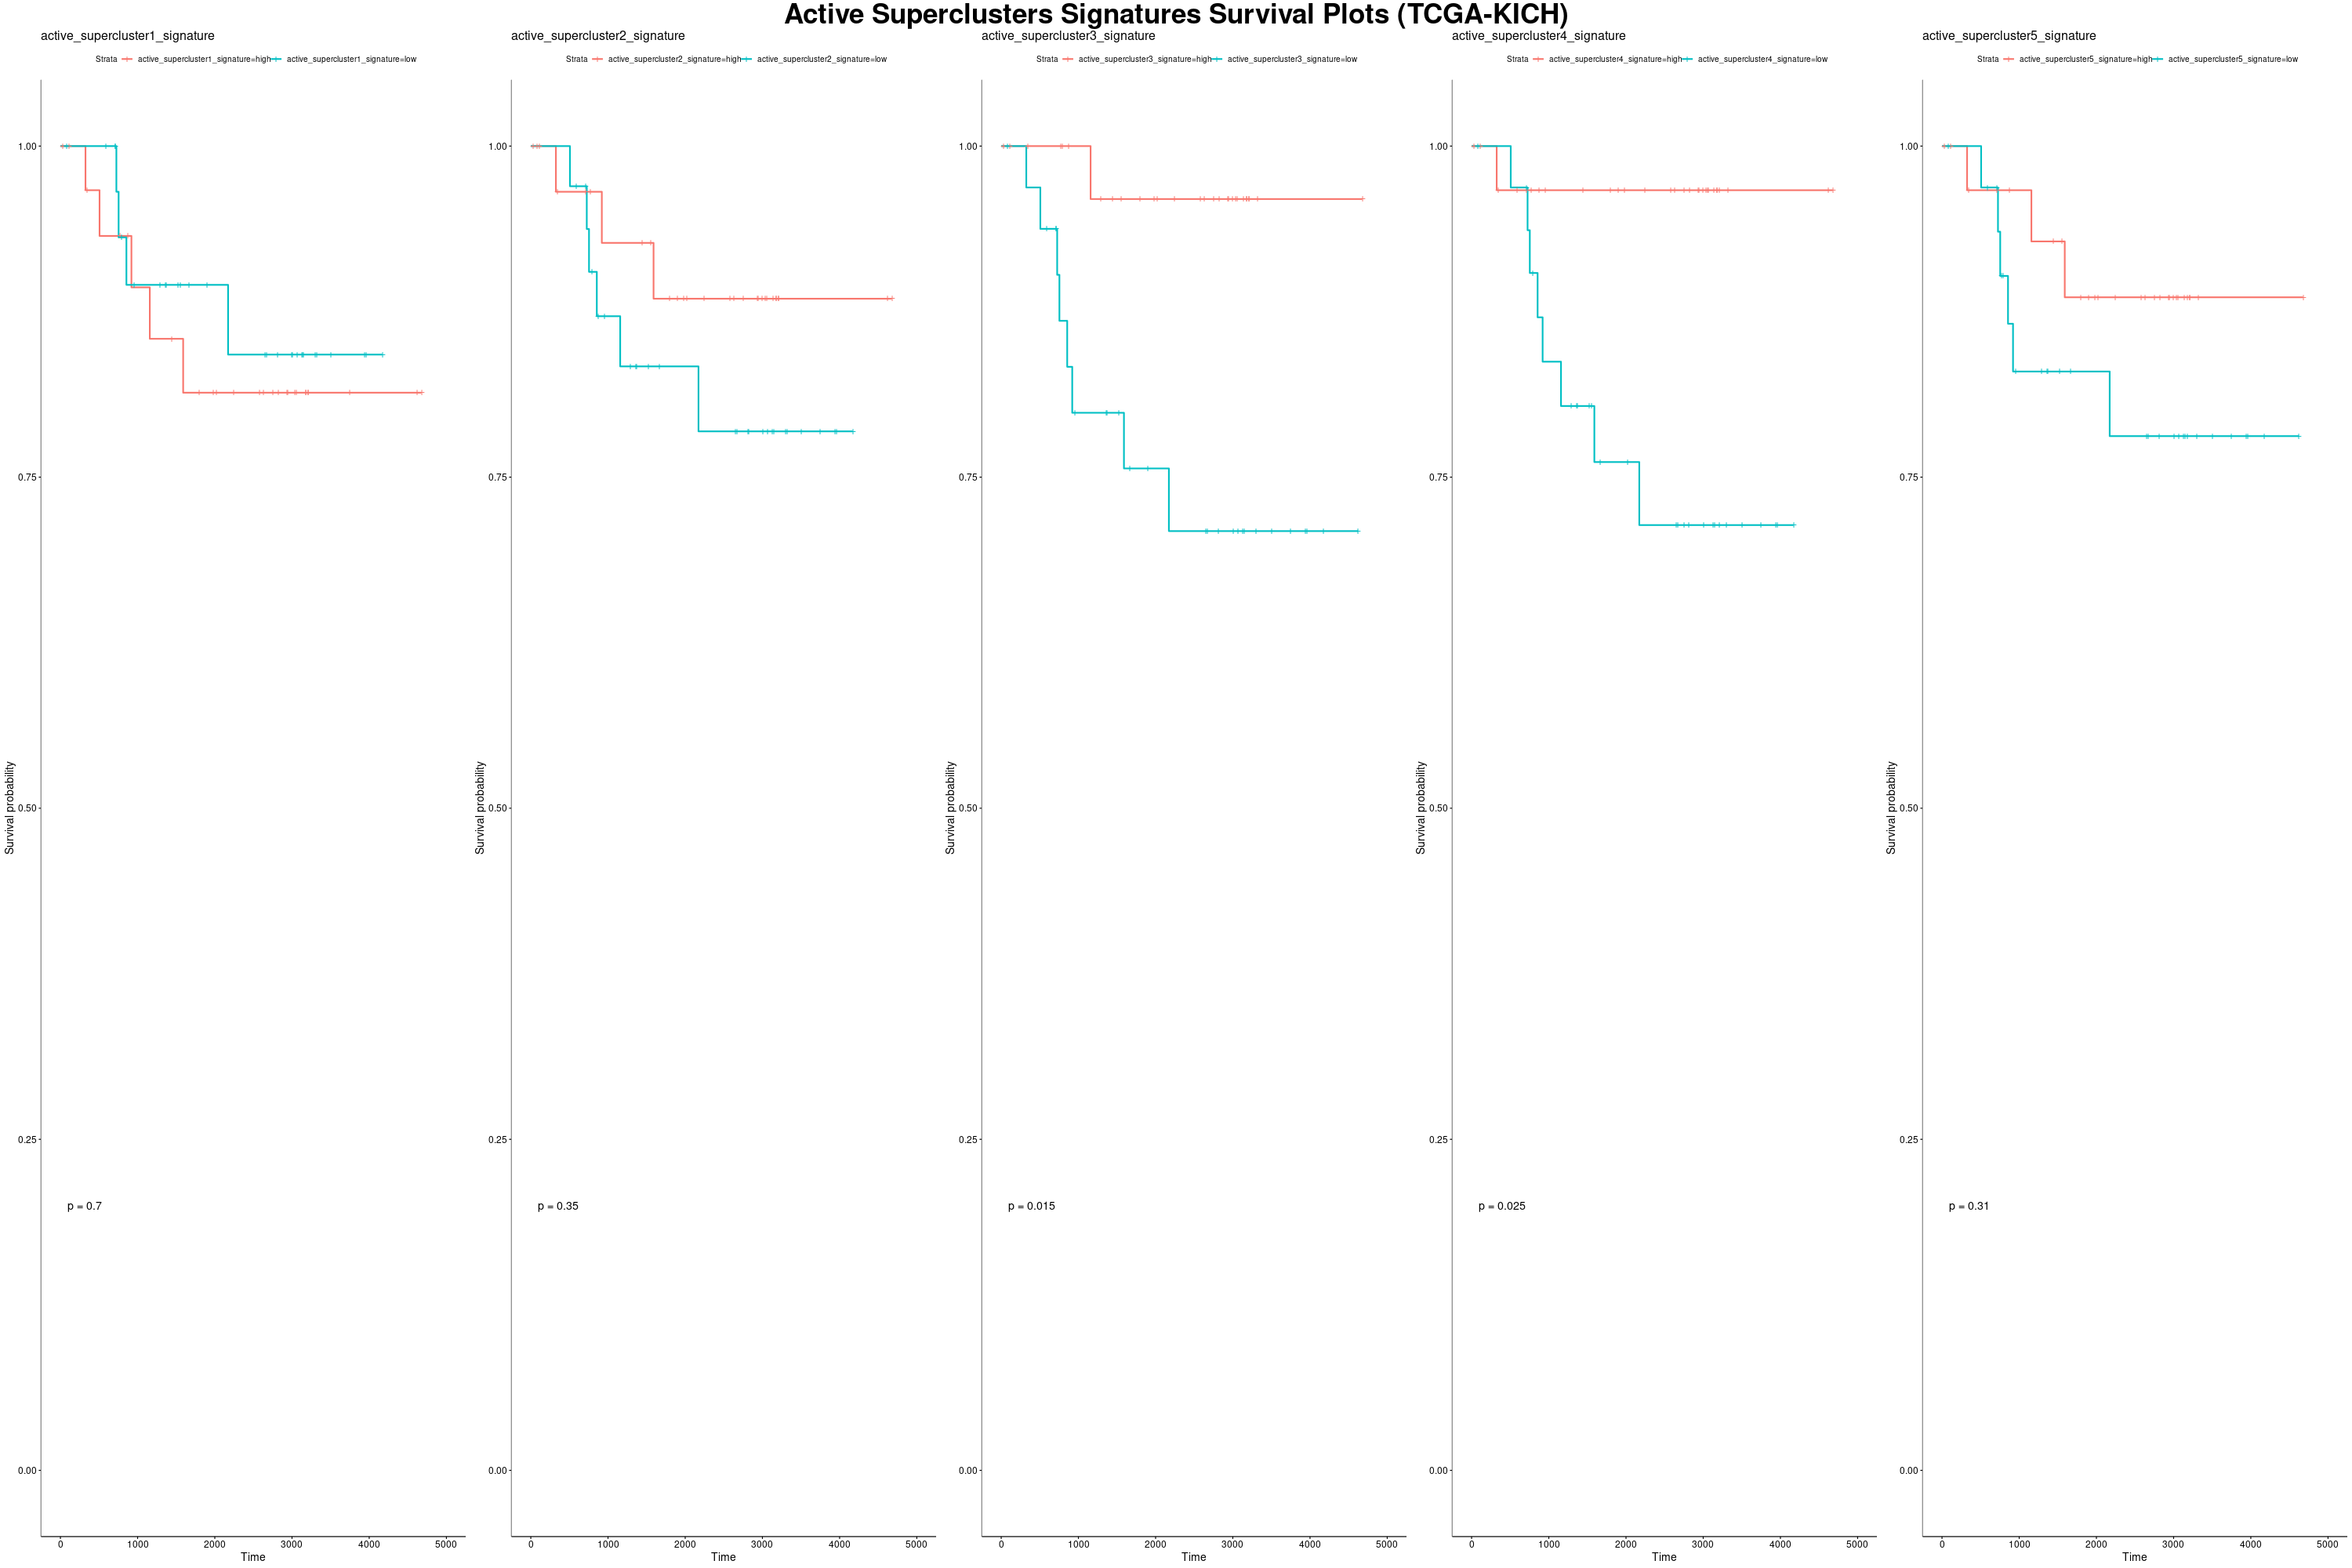 Active Superclusters Signatures Survival Plots (TCGA-KICH)
active_supercluster1_signature
Strata active_supercluster1_signature=high active_supercluster1_signature=low
1.00
0.75
0.50
0.25
0.00
Survival probability
p = 0.7
0 1000 2000 3000 4000 5000
Time
active_supercluster2_signature
Strata active_supercluster2_signature=high active_supercluster2_signature=low
1.00
0.75
0.50
0.25
0.00
Survival probability
p = 0.35
0 1000 2000 3000 4000 5000
Time
active_supercluster3_signature
Strata active_supercluster3_signature=high active_supercluster3_signature=low
1.00
0.75
0.50
0.25
0.00
Survival probability
p = 0.015
0 1000 2000 3000 4000 5000
Time
active_supercluster4_signature
Strata active_supercluster4_signature=high active_supercluster4_signature=low
1.00
0.75
0.50
0.25
0.00
Survival probability
p = 0.025
0 1000 2000 3000 4000 5000
Time
active_supercluster5_signature
Strata active_supercluster5_signature=high active_supercluster5_signature=low
1.00
0.75
0.50
0.25
0.00
Survival probability
p = 0.31
0 1000 2000 3000 4000 5000
Time